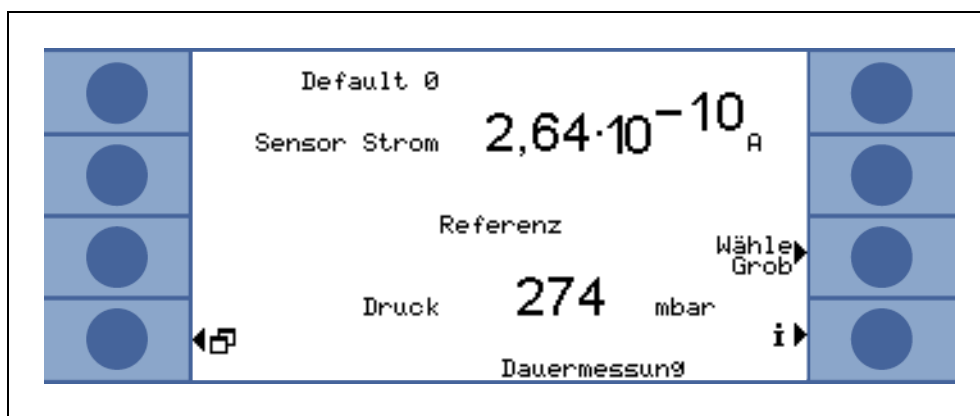 Default 0
Sensor Strom 2,64·10⁻¹⁰ A
Referenz
Wähle
Grob
Druck 274 mbar
i
Dauermessung